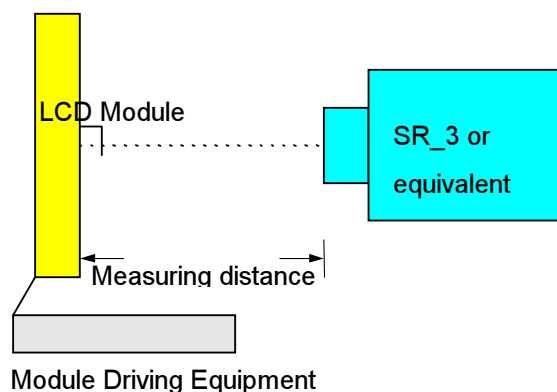 LCD Module
SR_3 or
equivalent
Measuring distance
Module Driving Equipment